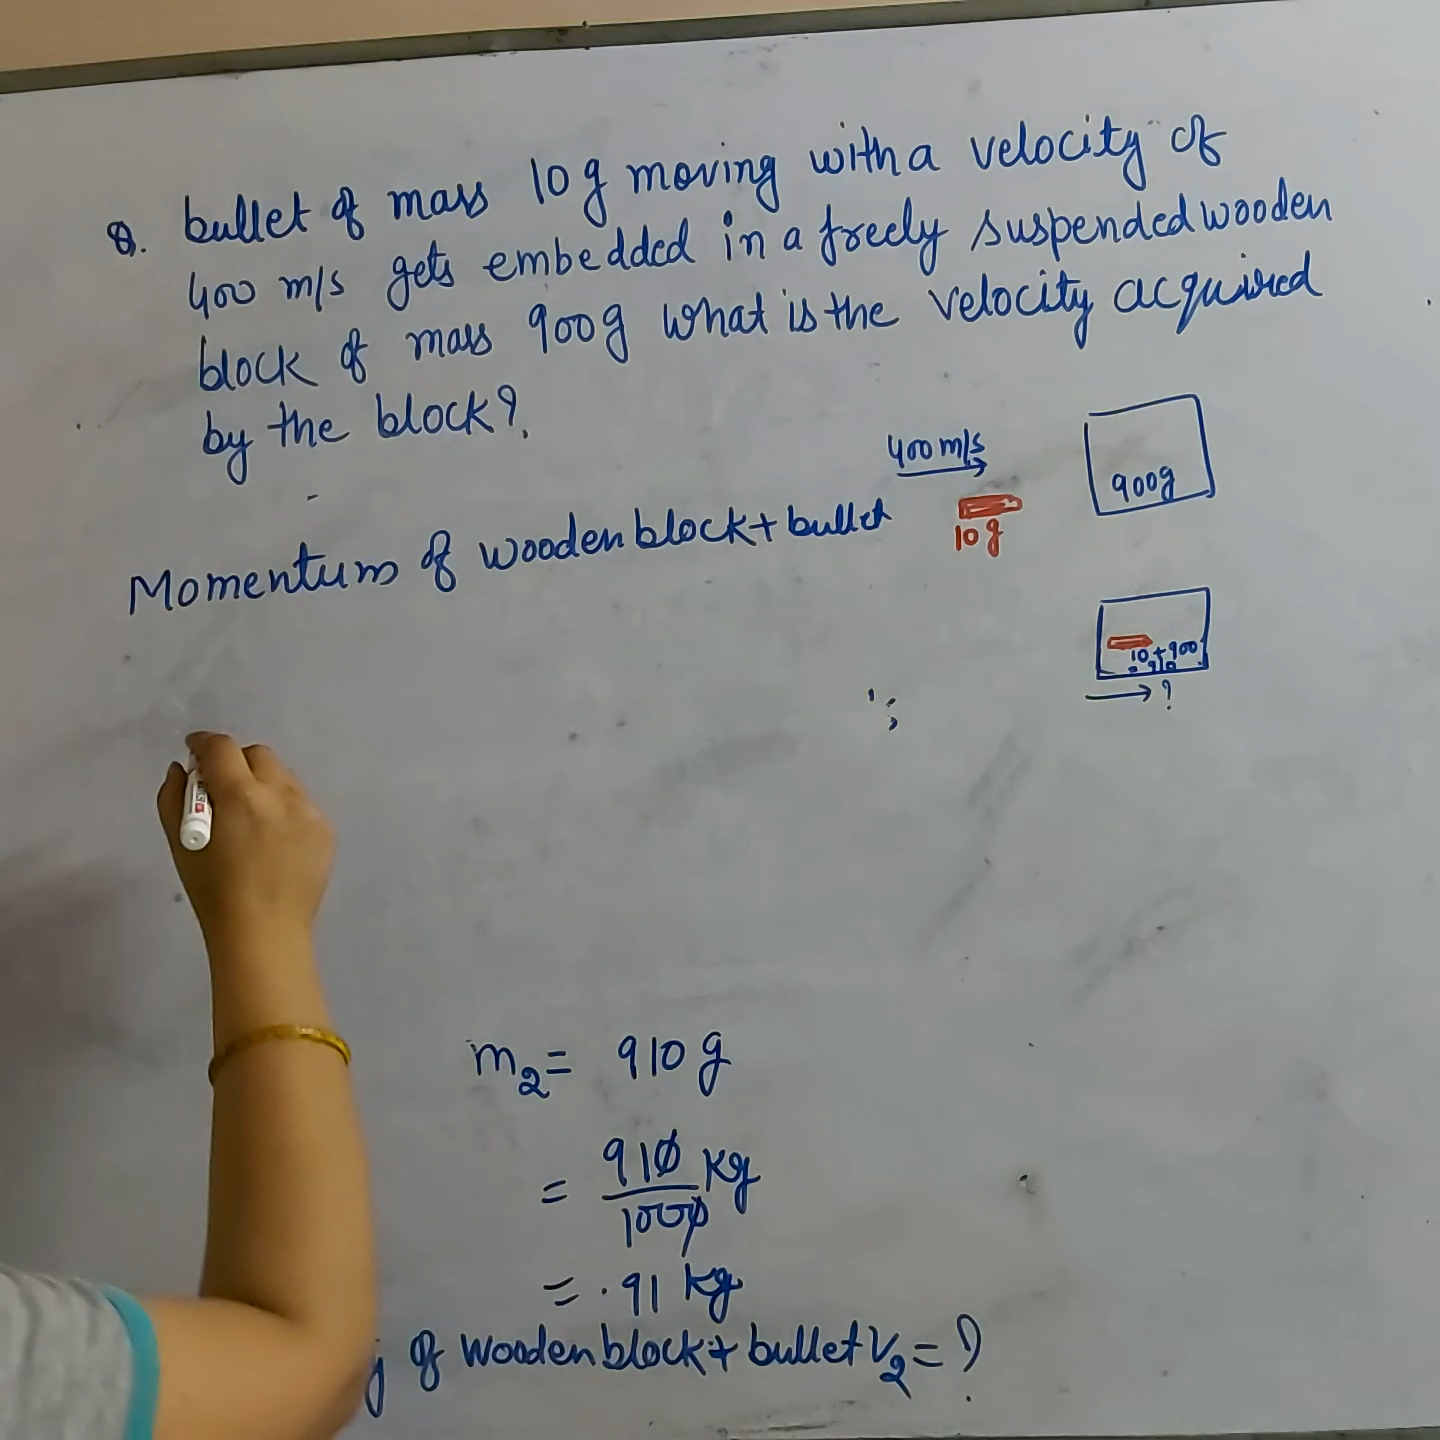 Q. bullet of mass 10g moving with a velocity of
400 m/s gets embedded in a freely suspended wooden
block of mass 900g what is the velocity acquired
by the block?
400 m/s
900g
10g
Momentum of wooden block + bullet
10+900
910
?
m2 = 910 g
= 910/1000 kg
= .91 kg
of wooden block + bullet V2 = ?